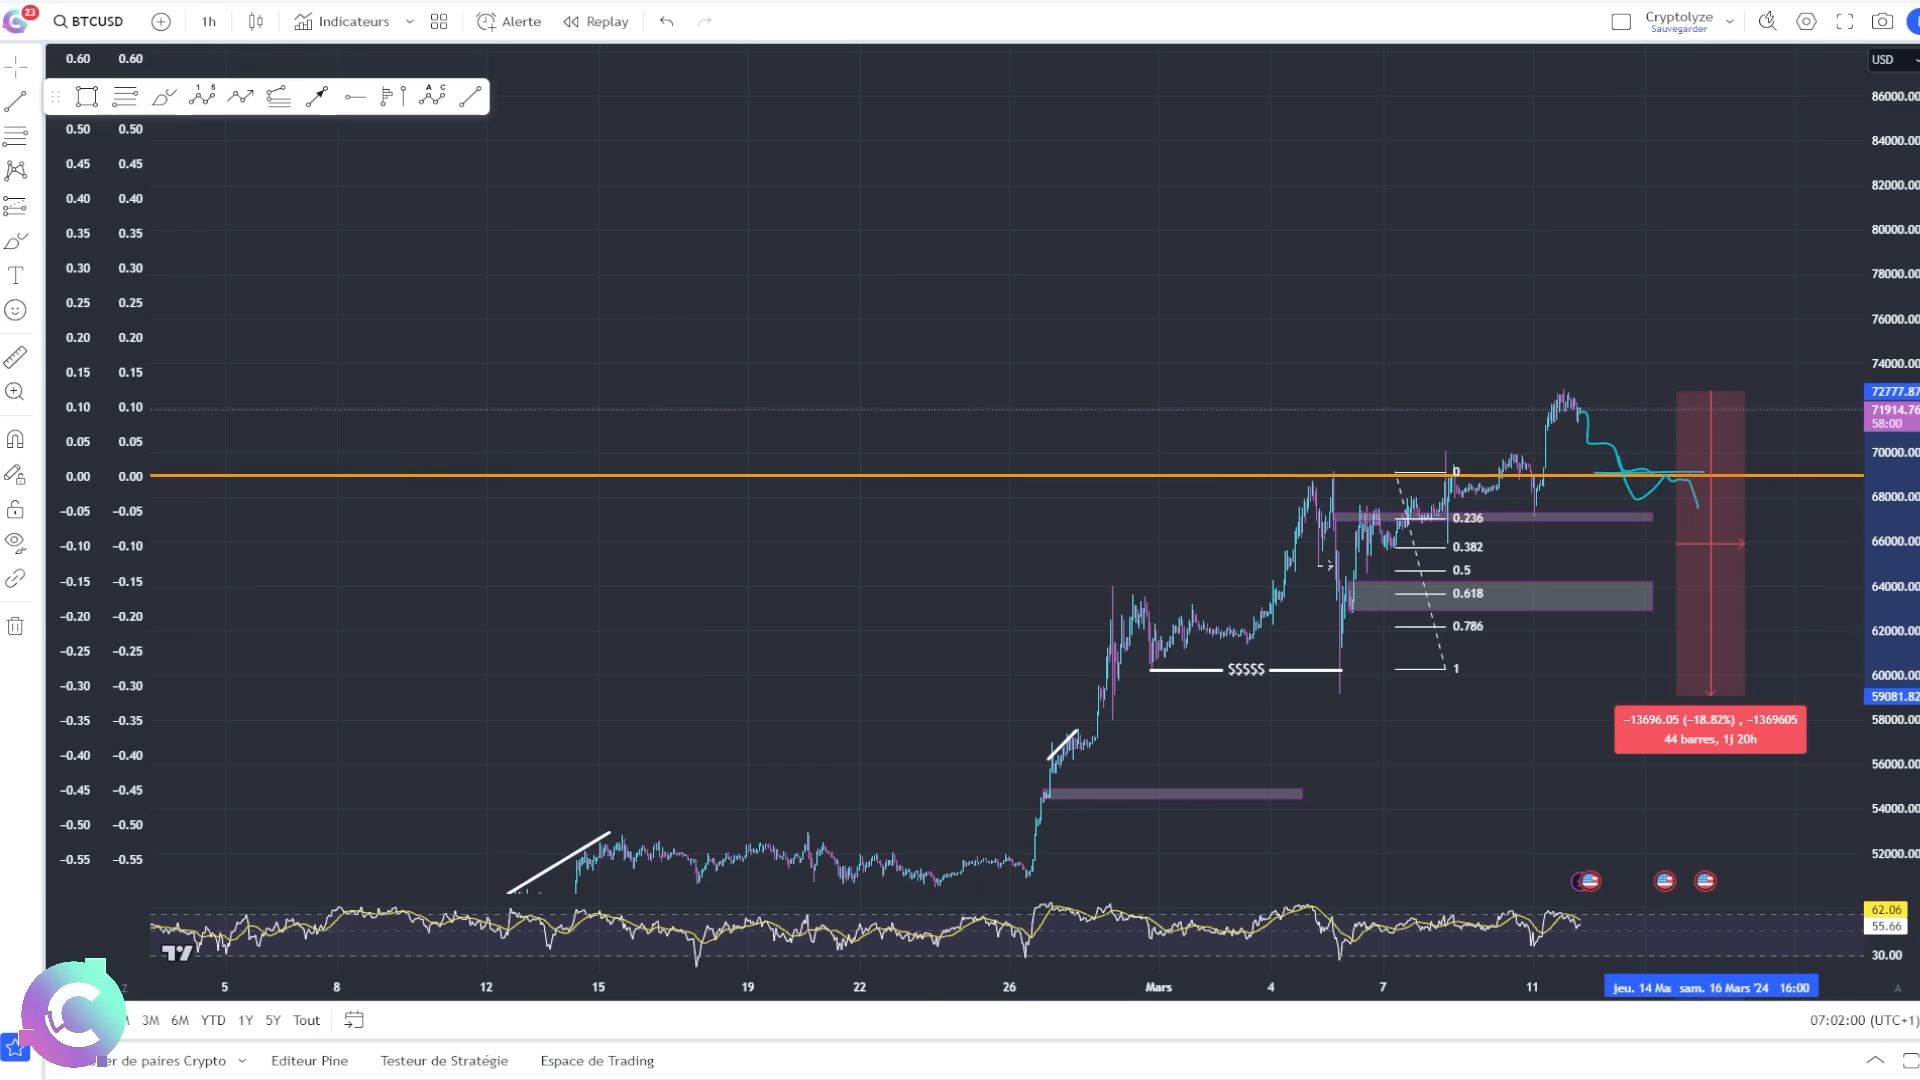 23
BTCUSD
1h
Indicateurs
Alerte
Replay
Cryptolyze
Sauvegarder
USD
0.60 0.60
0.50 0.50
0.45 0.45
0.40 0.40
0.35 0.35
0.30 0.30
0.25 0.25
0.20 0.20
0.15 0.15
0.10 0.10
0.05 0.05
0.00 0.00
−0.05 −0.05
−0.10 −0.10
−0.15 −0.15
−0.20 −0.20
−0.25 −0.25
−0.30 −0.30
−0.35 −0.35
−0.40 −0.40
−0.45 −0.45
−0.50 −0.50
−0.55 −0.55
86000.00
84000.00
82000.00
80000.00
78000.00
76000.00
74000.00
72777.87
71914.76
58:00
70000.00
68000.00
66000.00
64000.00
62000.00
60000.00
59081.82
58000.00
56000.00
54000.00
52000.00
0
0.236
0.382
0.5
0.618
0.786
1
$$$$$
−13696.05 (−18.82%) , −1369605
44 barres, 1j 20h
62.06
55.66
30.00
5 8 12 15 19 22 26 Mars 4 7 11
jeu. 14 Ma sam. 16 Mars '24 16:00
A
3M 6M YTD 1Y 5Y Tout
07:02:00 (UTC+1)
de paires Crypto
Editeur Pine
Testeur de Stratégie
Espace de Trading